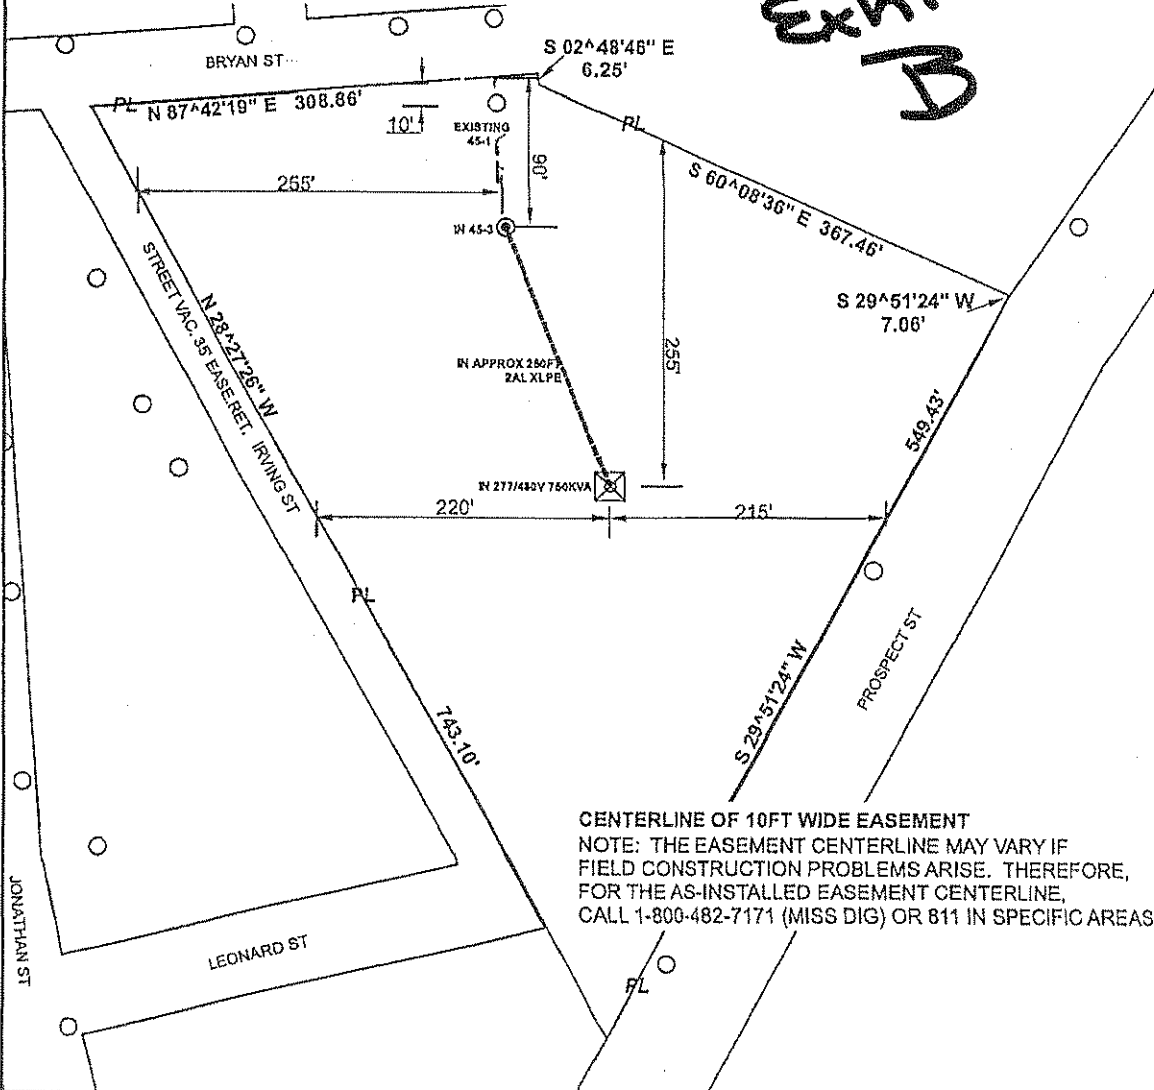 B
BRYAN ST
S 02^48'46" E
6.25'
PL
N 87^42'19" E 308.86'
10'
EXISTING
45-1
90'
PL
S 60^08'36" E 367.46'
255'
IN 45-3
STREET VAC. 35' EASE.RET. IRVING ST
N 28^27'26" W
S 29^51'24" W
7.06'
IN APPROX 250FT
2AL XLPE
255'
549.43'
IN 277/480Y 750KVA
220'
215'
PL
PROSPECT ST
S 29^51'24" W
743.10'
CENTERLINE OF 10FT WIDE EASEMENT
NOTE: THE EASEMENT CENTERLINE MAY VARY IF
FIELD CONSTRUCTION PROBLEMS ARISE. THEREFORE,
FOR THE AS-INSTALLED EASEMENT CENTERLINE,
CALL 1-800-482-7171 (MISS DIG) OR 811 IN SPECIFIC AREAS
JONATHAN ST
LEONARD ST
PL